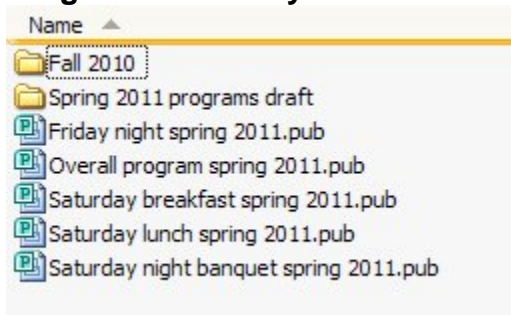 Name
Fall 2010
Spring 2011 programs draft
Friday night spring 2011.pub
Overall program spring 2011.pub
Saturday breakfast spring 2011.pub
Saturday lunch spring 2011.pub
Saturday night banquet spring 2011.pub